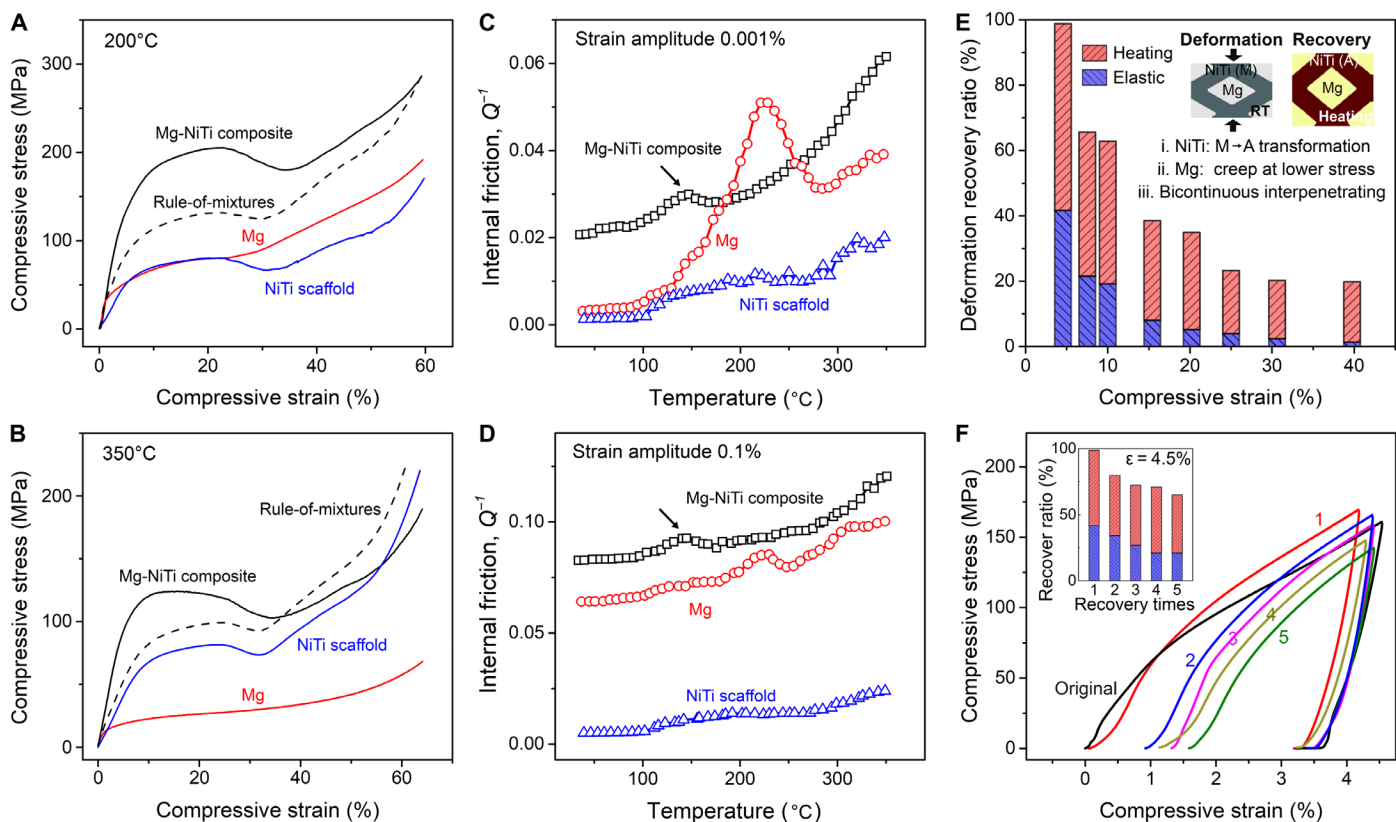 A
200°C
Compressive stress (MPa)
300
200
100
0
Mg-NiTi composite
Rule-of-mixtures
Mg
NiTi scaffold
0
20
40
60
Compressive strain (%)
B
350°C
Compressive stress (MPa)
200
100
0
Rule-of-mixtures
Mg-NiTi composite
NiTi scaffold
Mg
0
20
40
60
Compressive strain (%)
C
Strain amplitude 0.001%
Internal friction, Q⁻¹
0.06
0.04
0.02
0.00
Mg-NiTi composite
Mg
NiTi scaffold
100
200
300
Temperature (°C)
D
Strain amplitude 0.1%
Internal friction, Q⁻¹
0.10
0.05
0.00
Mg-NiTi composite
Mg
NiTi scaffold
100
200
300
Temperature (°C)
E
Deformation recovery ratio (%)
100
80
60
40
20
0
Heating
Elastic
Deformation
Recovery
NiTi (M)
Mg
RT
NiTi (A)
Mg
Heating
i. NiTi: M→A transformation
ii. Mg: creep at lower stress
iii. Bicontinuous interpenetrating
0
10
20
30
40
Compressive strain (%)
F
Compressive stress (MPa)
200
150
100
50
0
Recover ratio (%)
100
50
0
ε = 4.5%
1 2 3 4 5
Recovery times
1
2
3
4
5
Original
0
1
2
3
4
Compressive strain (%)